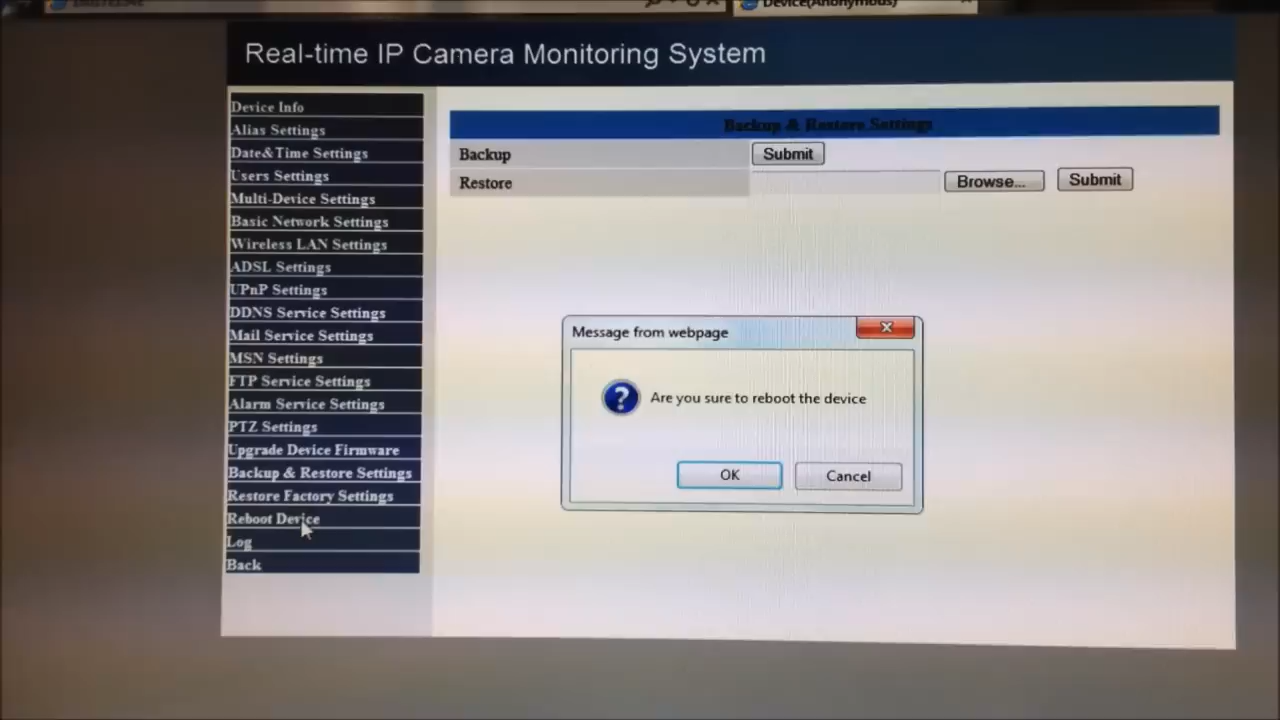 Device(Anonymous)
Real-time IP Camera Monitoring System
Device Info
Alias Settings
Date&Time Settings
Users Settings
Multi-Device Settings
Basic Network Settings
Wireless LAN Settings
ADSL Settings
UPnP Settings
DDNS Service Settings
Mail Service Settings
MSN Settings
FTP Service Settings
Alarm Service Settings
PTZ Settings
Upgrade Device Firmware
Backup & Restore Settings
Restore Factory Settings
Reboot Device
Log
Back
Backup & Restore Settings
Backup Submit
Restore Browse... Submit
Message from webpage
Are you sure to reboot the device
OK Cancel